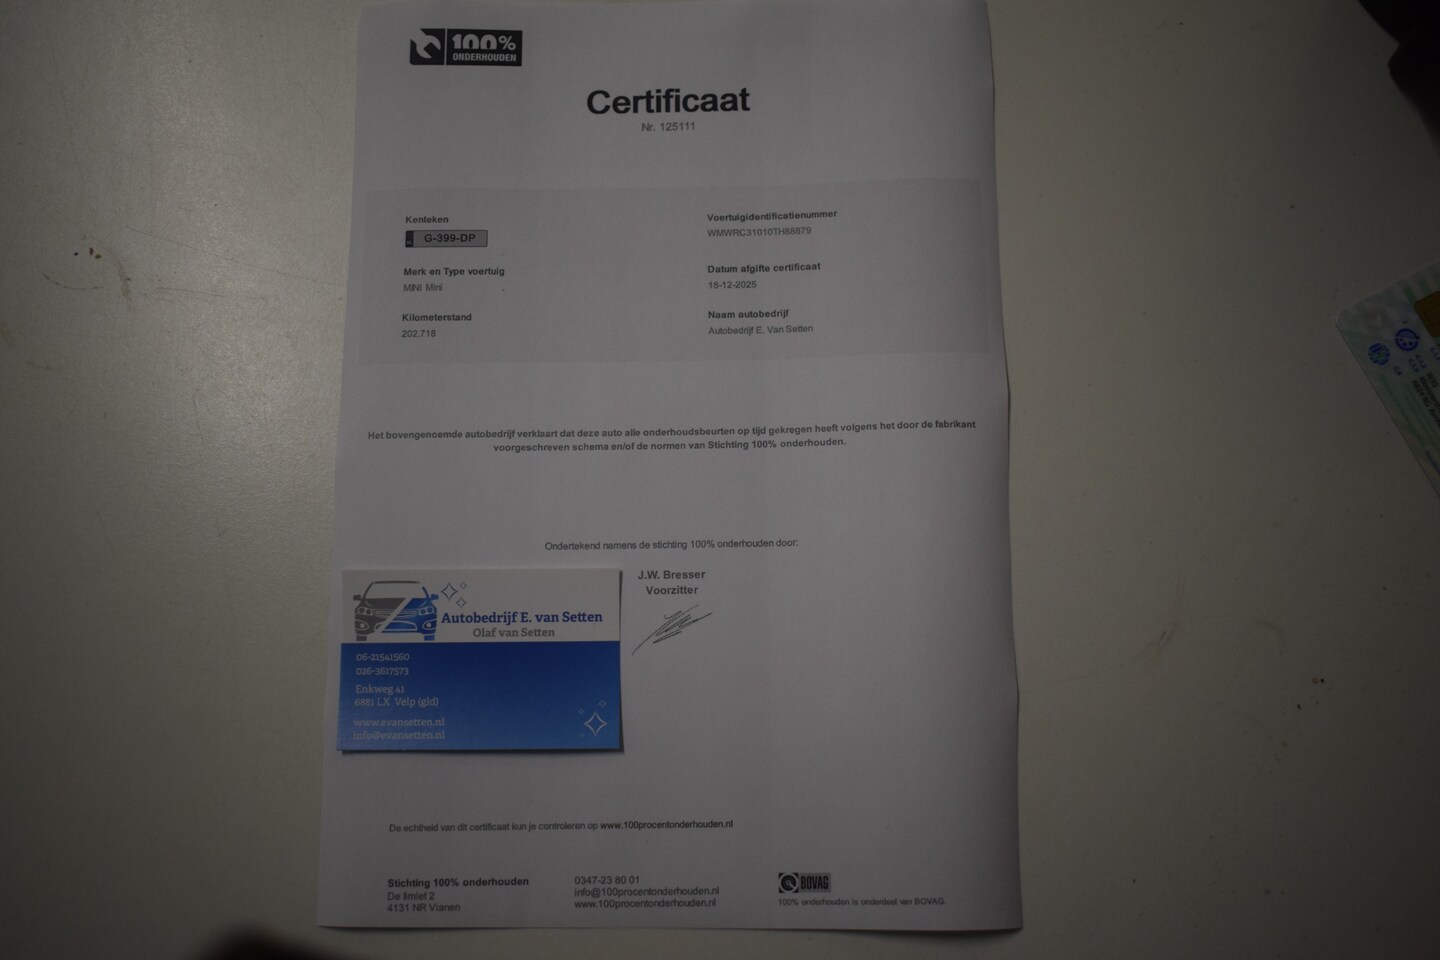 100%
ONDERHOUDEN
Certificaat
Nr. 125111
Kenteken
G-399-DP
Merk en Type voertuig
MINI Mini
Kilometerstand
202.718
Voertuigidentificatienummer
WMWRC31010TH88879
Datum afgifte certificaat
18-12-2025
Naam autobedrijf
Autobedrijf E. Van Setten
Het bovengenoemde autobedrijf verklaart dat deze auto alle onderhoudsbeurten op tijd gekregen heeft volgens het door de fabrikant
voorgeschreven schema en/of de normen van Stichting 100% onderhouden.
Ondertekend namens de stichting 100% onderhouden door:
J.W. Bresser
Voorzitter
Autobedrijf E. van Setten
Olaf van Setten
06-21541560
026-3617573
Enkweg 41
6881 LX Velp (gld)
www.evansetten.nl
info@evansetten.nl
De echtheid van dit certificaat kun je controleren op www.100procentonderhouden.nl
Stichting 100% onderhouden
De limiet 2
4131 NR Vianen
0347-23 80 01
info@100procentonderhouden.nl
www.100procentonderhouden.nl
BOVAG
100% onderhouden is onderdeel van BOVAG.